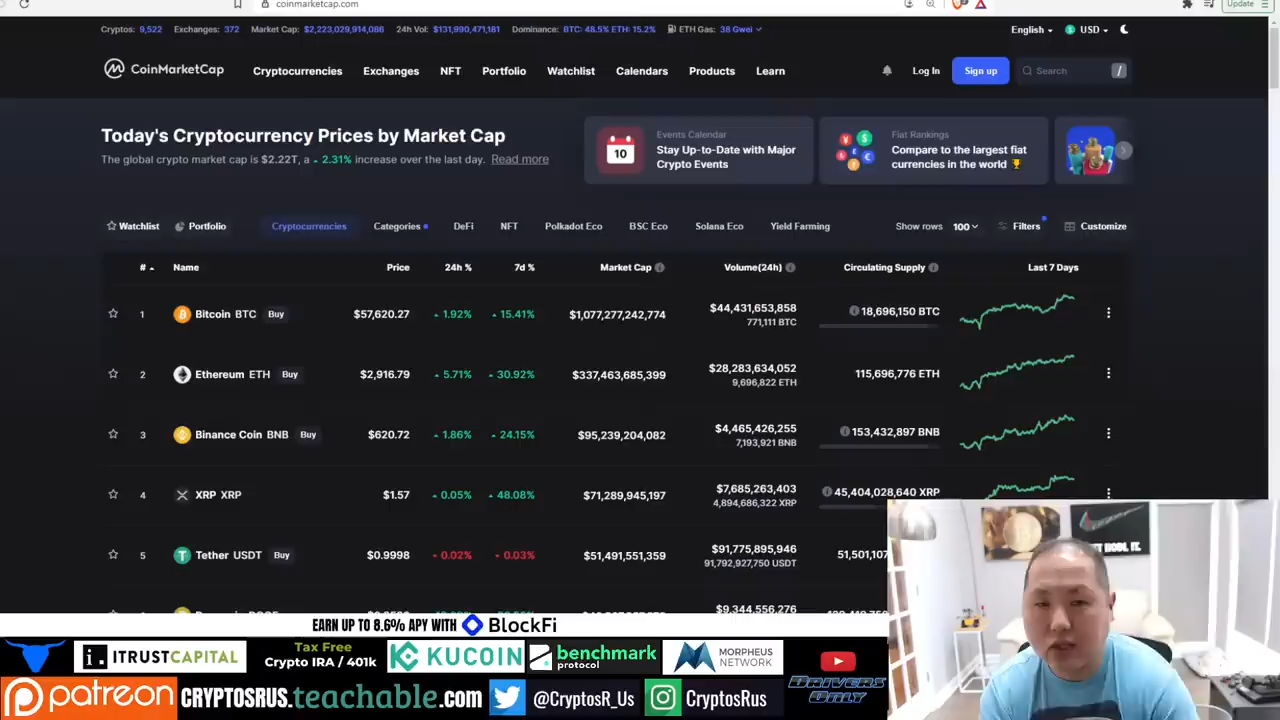 coinmarketcap.com
Update
Cryptos: 9,522 Exchanges: 372 Market Cap: $2,223,029,914,086 24h Vol: $131,990,471,181 Dominance: BTC: 48.5% ETH: 15.2% ETH Gas: 38 Gwei English USD
CoinMarketCap Cryptocurrencies Exchanges NFT Portfolio Watchlist Calendars Products Learn Log In Sign up Search /
Today's Cryptocurrency Prices by Market Cap
The global crypto market cap is $2.22T, a 2.31% increase over the last day. Read more
10
Events Calendar
Stay Up-to-Date with Major
Crypto Events
Fiat Rankings
Compare to the largest fiat
currencies in the world
Watchlist Portfolio Cryptocurrencies Categories DeFi NFT Polkadot Eco BSC Eco Solana Eco Yield Farming Show rows 100 Filters Customize
# Name Price 24h % 7d % Market Cap Volume(24h) Circulating Supply Last 7 Days
1 Bitcoin BTC Buy $57,620.27 1.92% 15.41% $1,077,277,242,774 $44,431,653,858 18,696,150 BTC
771,111 BTC
2 Ethereum ETH Buy $2,916.79 5.71% 30.92% $337,463,685,399 $28,283,634,052 115,696,776 ETH
9,696,822 ETH
3 Binance Coin BNB Buy $620.72 1.86% 24.15% $95,239,204,082 $4,465,426,255 153,432,897 BNB
7,193,921 BNB
4 XRP XRP $1.57 0.05% 48.08% $71,289,945,197 $7,685,263,403 45,404,028,640 XRP
4,894,686,322 XRP
5 Tether USDT Buy $0.9998 0.02% 0.03% $51,491,551,359 $91,775,895,946 51,501,107
91,792,927,750 USDT
$9,344,556,276
EARN UP TO 8.6% APY WITH BlockFi
i. ITRUSTCAPITAL
Tax Free
Crypto IRA / 401k
KUCOIN
benchmark
protocol
MORPHEUS
NETWORK
DRIVERS
ONLY
patreon CRYPTOSRUS.teachable.com @CryptosR_Us CryptosRus